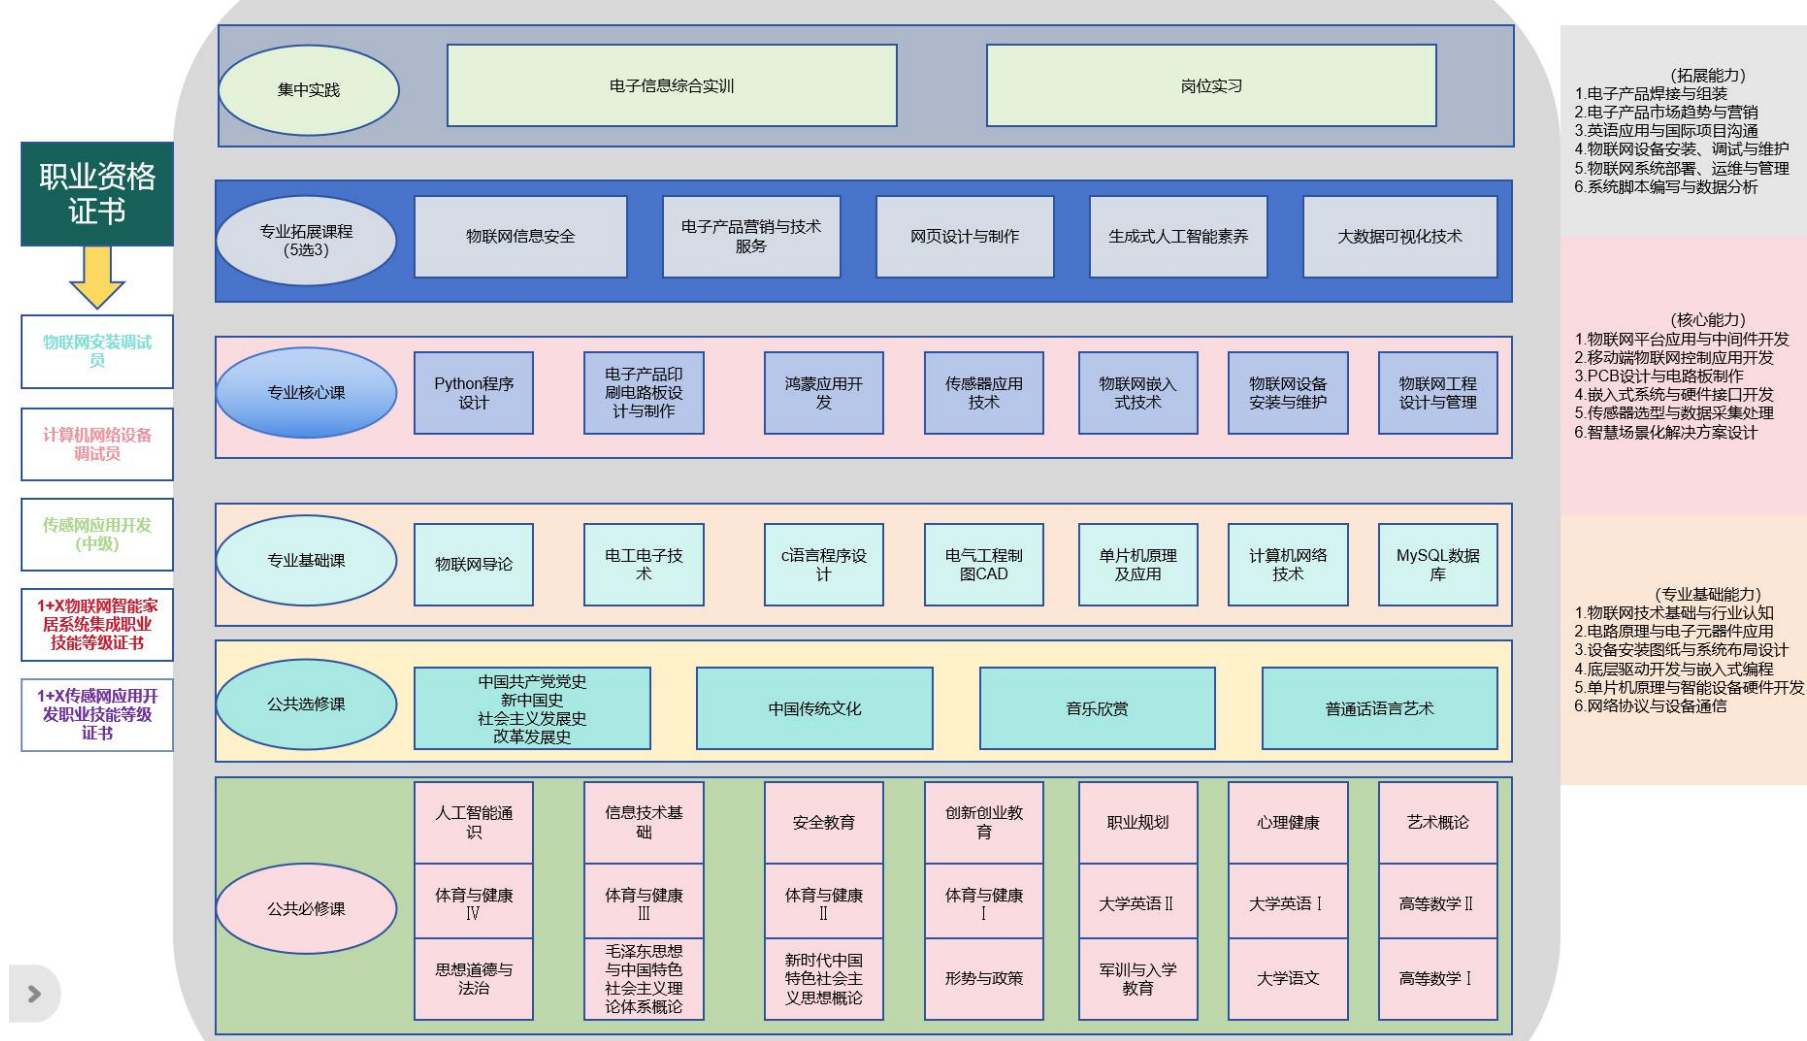 集中实践
电子信息综合实训
岗位实习
职业资格
证书
物联网安装调试
员
计算机网络设备
调试员
传感网应用开发
(中级)
1+X物联网智能家
居系统集成职业
技能等级证书
1+X传感网应用开
发职业技能等级
证书
专业拓展课程
(5选3)
物联网信息安全
电子产品营销与技术
服务
网页设计与制作
生成式人工智能素养
大数据可视化技术
专业核心课
Python程序
设计
电子产品印
刷电路板设
计与制作
鸿蒙应用开
发
传感器应用
技术
物联网嵌入
式技术
物联网设备
安装与维护
物联网工程
设计与管理
专业基础课
物联网导论
电工电子技
术
c语言程序设
计
电气工程制
图CAD
单片机原理
及应用
计算机网络
技术
MySQL数据
库
公共选修课
中国共产党党史
新中国史
社会主义发展史
改革发展史
中国传统文化
音乐欣赏
普通话语言艺术
公共必修课
人工智能通
识
信息技术基
础
安全教育
创新创业教
育
职业规划
心理健康
艺术概论
体育与健康
Ⅳ
体育与健康
Ⅲ
体育与健康
Ⅱ
体育与健康
Ⅰ
大学英语Ⅱ
大学英语Ⅰ
高等数学Ⅱ
思想道德与
法治
毛泽东思想
与中国特色
社会主义理
论体系概论
新时代中国
特色社会主
义思想概论
形势与政策
军训与入学
教育
大学语文
高等数学Ⅰ
（拓展能力）
1.电子产品焊接与组装
2.电子产品市场趋势与营销
3.英语应用与国际项目沟通
4.物联网设备安装、调试与维护
5.物联网系统部署、运维与管理
6.系统脚本编写与数据分析
（核心能力）
1.物联网平台应用与中间件开发
2.移动端物联网控制应用开发
3.PCB设计与电路板制作
4.嵌入式系统与硬件接口开发
5.传感器选型与数据采集处理
6.智慧场景化解决方案设计
（专业基础能力）
1.物联网技术基础与行业认知
2.电路原理与电子元器件应用
3.设备安装图纸与系统布局设计
4.底层驱动开发与嵌入式编程
5.单片机原理与智能设备硬件开发
6.网络协议与设备通信